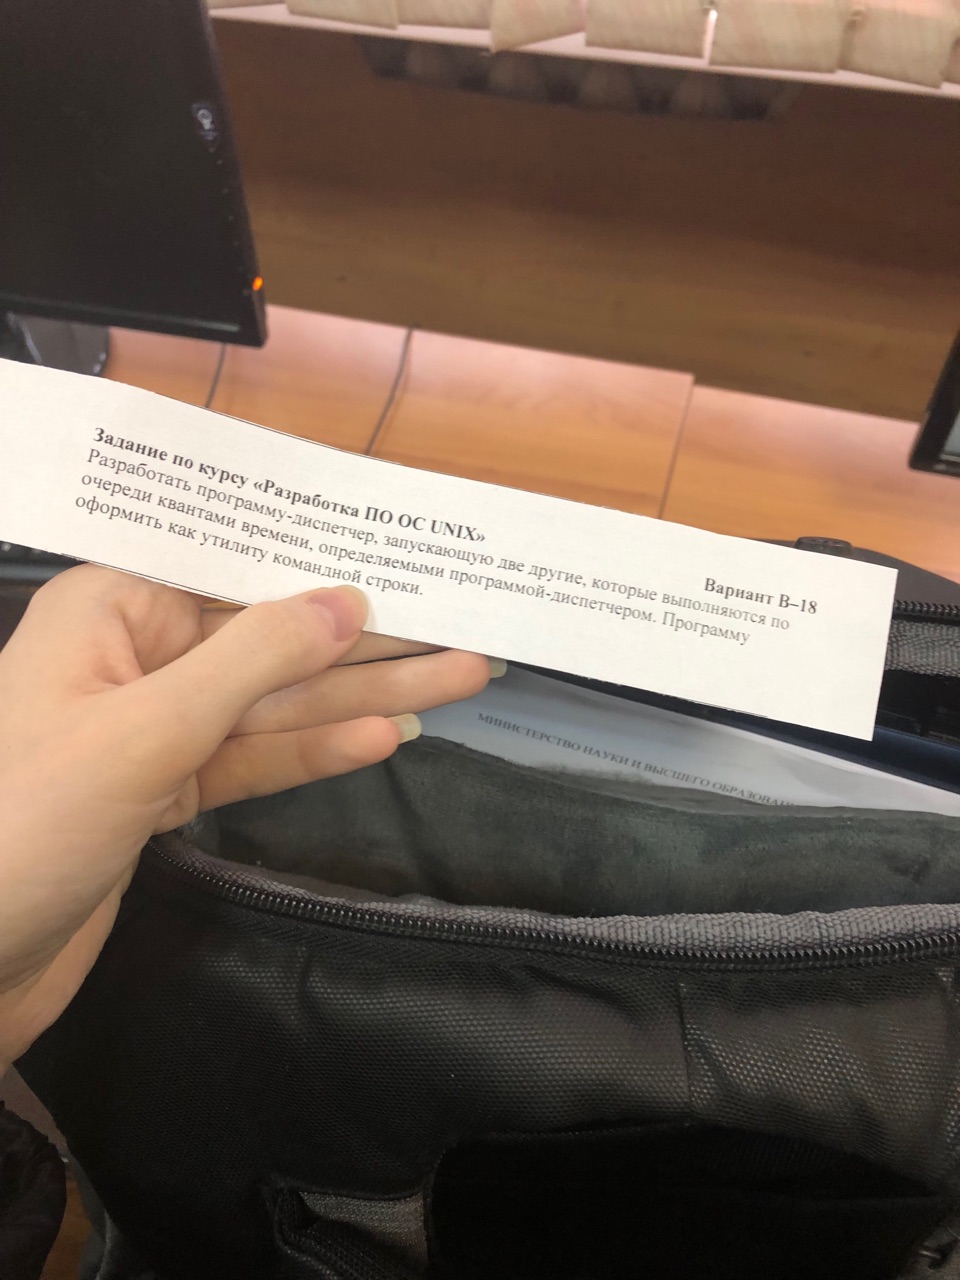 Задание по курсу «Разработка ПО ОС UNIX»
Вариант В–18
Разработать программу-диспетчер, запускающую две другие, которые выполняются по
очереди квантами времени, определяемыми программой-диспетчером. Программу
оформить как утилиту командной строки.
МИНИСТЕРСТВО НАУКИ И ВЫСШЕГО